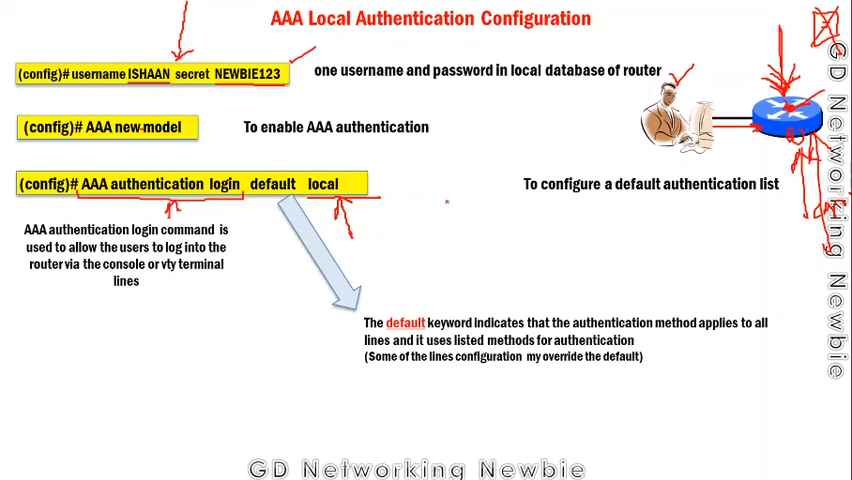 AAA Local Authentication Configuration
(config)# username ISHAAN secret NEWBIE123
one username and password in local database of router
(config)# AAA new-model
To enable AAA authentication
(config)# AAA authentication login default local
To configure a default authentication list
AAA authentication login command is
used to allow the users to log into the
router via the console or vty terminal
lines
The default keyword indicates that the authentication method applies to all
lines and it uses listed methods for authentication
(Some of the lines configuration my override the default)
GD Networking Newbie
GD Networking Newbie